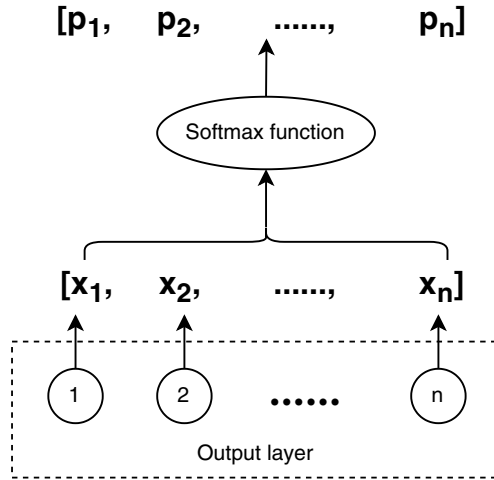 [p1, p2, ......, pn]
Softmax function
[x1, x2, ......, xn]
1 2 ...... n
Output layer